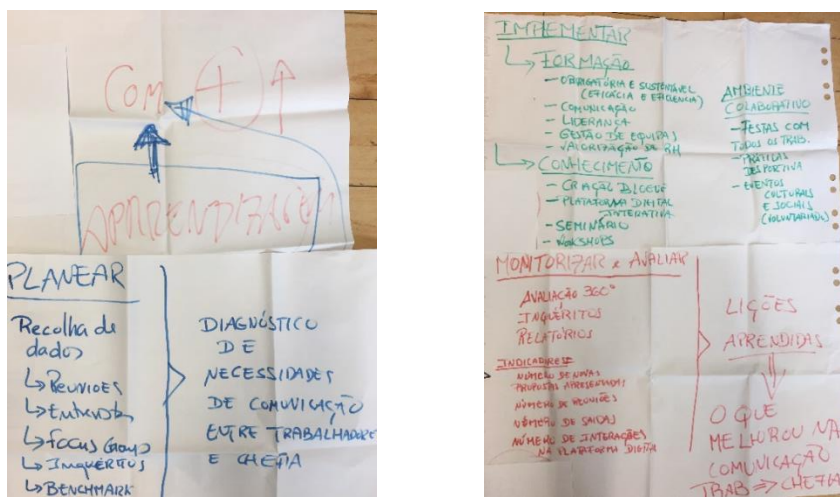 COM +
APARENDIZAGEM
PLANEAR
Recolha de
dados
↳ REUNIÕES
↳ Entrevistas
↳ FOCUS GROUP
↳ INQUÉRITOS
↳ BENCHMARK
DIAGNÓSTICO
DE
NECESSIDADES
DE COMUNICAÇÃO
ENTRE TRABALHADORES
E CHEFIA
IMPLEMENTAR
↳ FORMAÇÃO
- OBRIGATÓRIA E SUSTENTÁVEL
(EFICÁCIA E EFICIÊNCIA)
- COMUNICAÇÃO
- LIDERANÇA
- GESTÃO DE EQUIPAS
- VALORIZAÇÃO DE RH
↳ CONHECIMENTO
- CRIAÇÃO BLOGUE
- PLATAFORMA DIGITAL
INTERATIVA
- SEMINÁRIO
- WORKSHOPS
AMBIENTE
COLABORATIVO
- FESTAS COM
TODOS OS TRAB.
- PRÁTICAS
DESPORTIVA
- EVENTOS
CULTURAIS
E SOCIAIS
(VOLUNTARIADO)
MONITORIZAR e AVALIAR
AVALIAÇÃO 360°
INQUÉRITOS
RELATÓRIOS
INDICADORES
NÚMERO DE NOVAS
PROPOSTAS APRESENTADAS
NÚMERO DE REUNIÕES
NÚMERO DE SAÍDAS
NÚMERO DE INTERAÇÕES
NA PLATAFORMA DIGITAL
LIÇÕES
APRENDIDAS
O QUE
MELHOROU NA
COMUNICAÇÃO
TRAB ⇒ CHEFIA